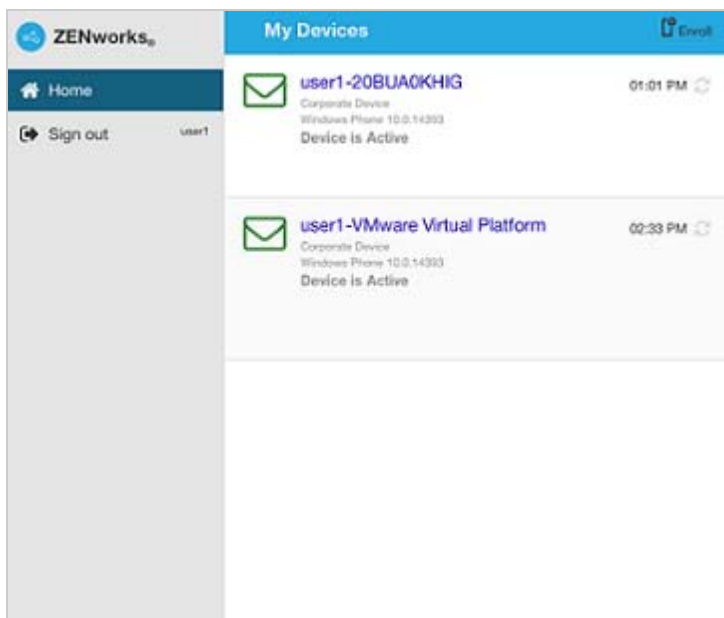 ZENworks®
My Devices
Enroll
Home
Sign out
user1
user1-20BUA0KHIG
01:01 PM
Corporate Device
Windows Phone 10.0.14393
Device is Active
user1-VMware Virtual Platform
02:33 PM
Corporate Device
Windows Phone 10.0.14393
Device is Active